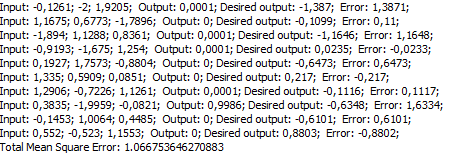 Input: -0,1261; -2; 1,9205;  Output: 0,0001; Desired output: -1,387;  Error: 1,3871;
Input: 1,1675; 0,6773; -1,7896;  Output: 0; Desired output: -0,1099;  Error: 0,11;
Input: -1,894; 1,1288; 0,8361;  Output: 0,0001; Desired output: -1,1646;  Error: 1,1648;
Input: -0,9193; -1,675; 1,254;  Output: 0,0001; Desired output: 0,0235;  Error: -0,0233;
Input: 0,1927; 1,7573; -0,8804;  Output: 0; Desired output: -0,6473;  Error: 0,6473;
Input: 1,335; 0,5909; 0,0851;  Output: 0; Desired output: 0,217;  Error: -0,217;
Input: 1,2906; -0,7226; 1,1261;  Output: 0,0001; Desired output: -0,1116;  Error: 0,1117;
Input: 0,3835; -1,9959; -0,0821;  Output: 0,9986; Desired output: -0,6348;  Error: 1,6334;
Input: -0,1453; 1,0064; 0,4485;  Output: 0; Desired output: -0,6101;  Error: 0,6101;
Input: 0,552; -0,523; 1,1553;  Output: 0; Desired output: 0,8803;  Error: -0,8802;
Total Mean Square Error: 1.066753646270883